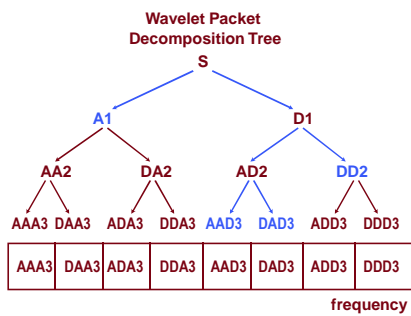 Wavelet Packet
Decomposition Tree
S
A1 D1
AA2 DA2 AD2 DD2
AAA3 DAA3 ADA3 DDA3 AAD3 DAD3 ADD3 DDD3
AAA3 DAA3 ADA3 DDA3 AAD3 DAD3 ADD3 DDD3
frequency